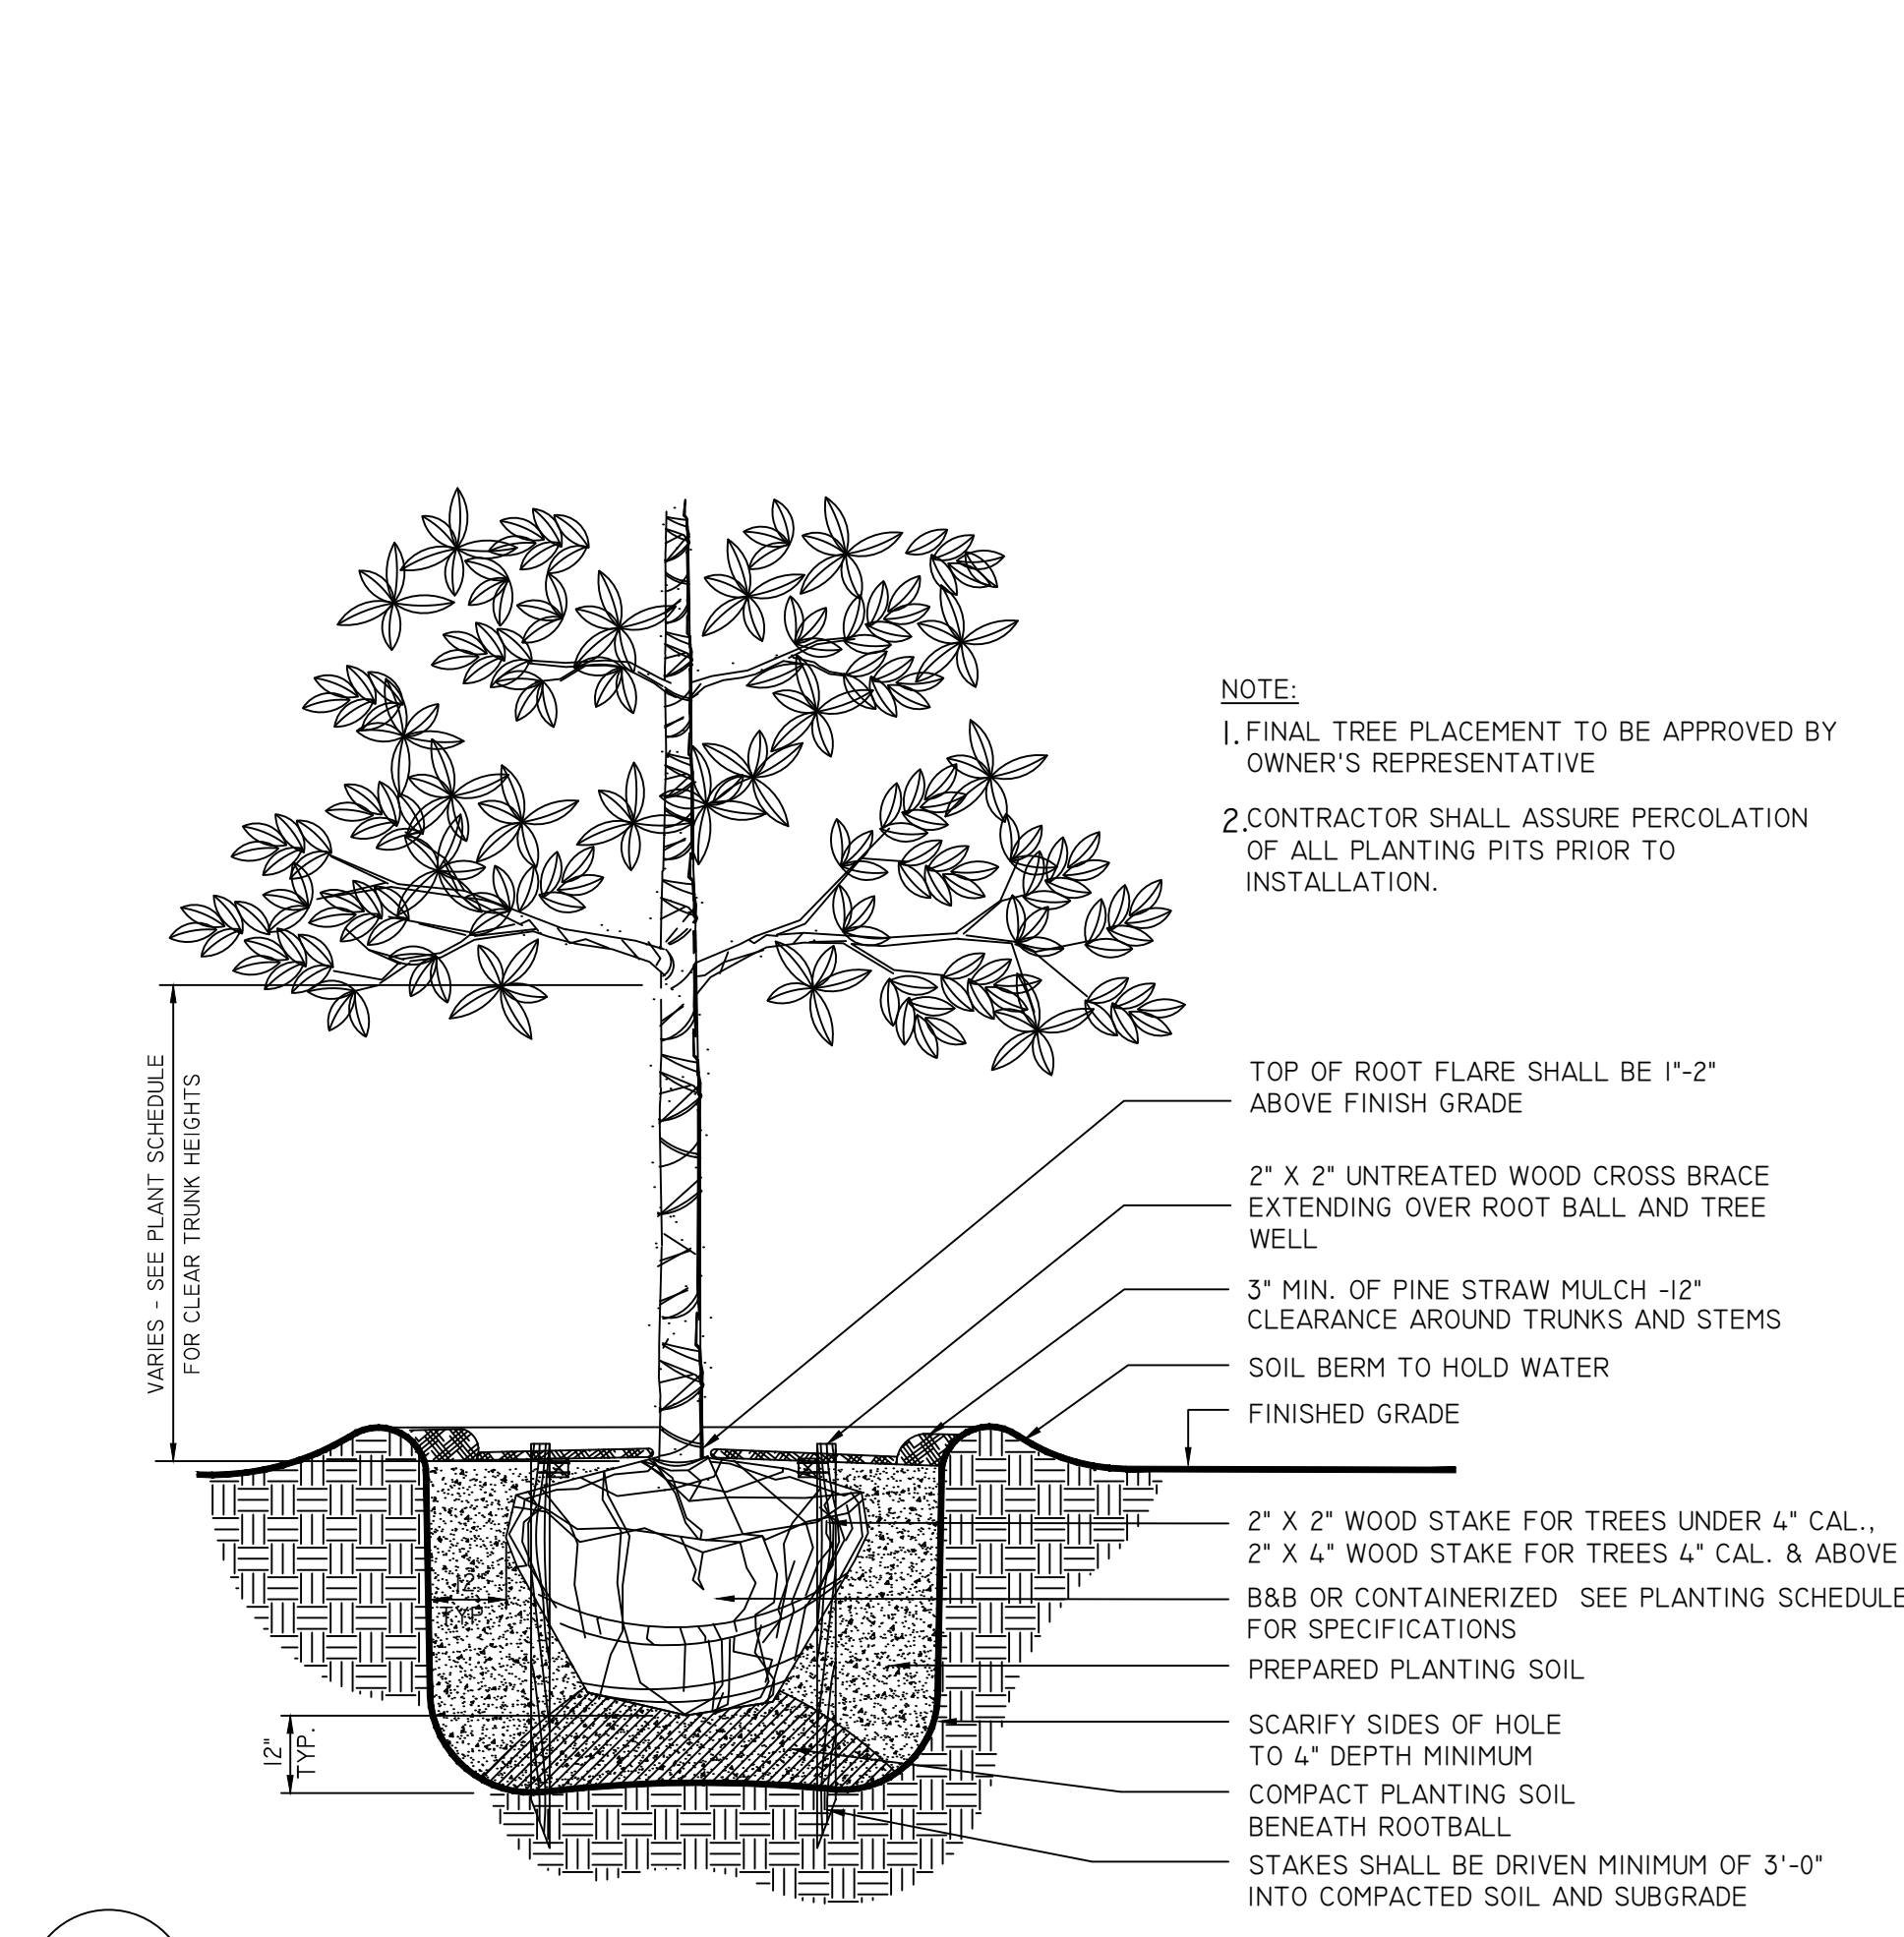 NOTE:
1. FINAL TREE PLACEMENT TO BE APPROVED BY
OWNER'S REPRESENTATIVE
2. CONTRACTOR SHALL ASSURE PERCOLATION
OF ALL PLANTING PITS PRIOR TO
INSTALLATION.
TOP OF ROOT FLARE SHALL BE 1"-2"
ABOVE FINISH GRADE
2" X 2" UNTREATED WOOD CROSS BRACE
EXTENDING OVER ROOT BALL AND TREE
WELL
3" MIN. OF PINE STRAW MULCH -12"
CLEARANCE AROUND TRUNKS AND STEMS
SOIL BERM TO HOLD WATER
FINISHED GRADE
2" X 2" WOOD STAKE FOR TREES UNDER 4" CAL.,
2" X 4" WOOD STAKE FOR TREES 4" CAL. & ABOVE
B&B OR CONTAINERIZED SEE PLANTING SCHEDULE
FOR SPECIFICATIONS
PREPARED PLANTING SOIL
SCARIFY SIDES OF HOLE
TO 4" DEPTH MINIMUM
COMPACT PLANTING SOIL
BENEATH ROOTBALL
STAKES SHALL BE DRIVEN MINIMUM OF 3'-0"
INTO COMPACTED SOIL AND SUBGRADE
VARIES - SEE PLANT SCHEDULE
FOR CLEAR TRUNK HEIGHTS
12"
TYP.
12"
TYP.